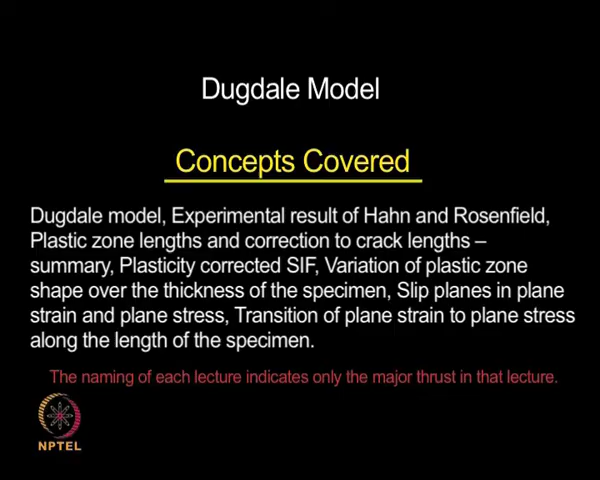 Dugdale Model
Concepts Covered
Dugdale model, Experimental result of Hahn and Rosenfield,
Plastic zone lengths and correction to crack lengths –
summary, Plasticity corrected SIF, Variation of plastic zone
shape over the thickness of the specimen, Slip planes in plane
strain and plane stress, Transition of plane strain to plane stress
along the length of the specimen.
The naming of each lecture indicates only the major thrust in that lecture.
NPTEL